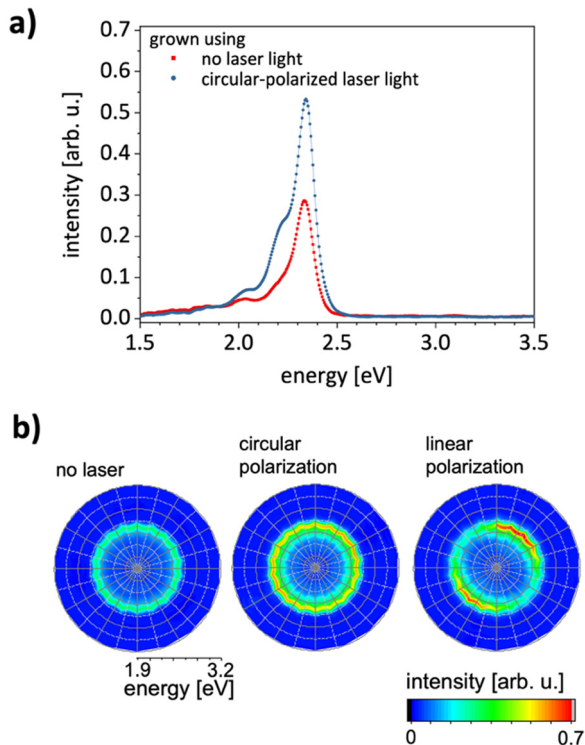 a)
0.7
0.6
0.5
0.4
0.3
0.2
0.1
0.0
intensity [arb. u.]
grown using
no laser light
circular-polarized laser light
1.5 2.0 2.5 3.0 3.5
energy [eV]
b)
no laser
circular
polarization
linear
polarization
1.9 3.2
energy [eV]
intensity [arb. u.]
0 0.7